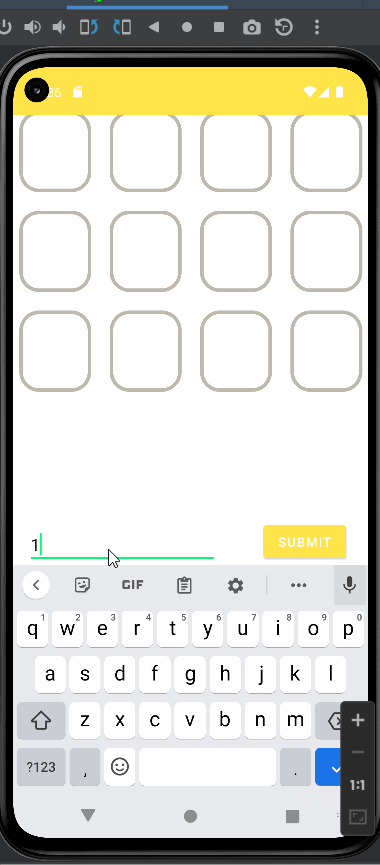 36
1
SUBMIT
GIF
q1 w2 e3 r4 t5 y6 u7 i8 o9 p0
a s d f g h j k l
z x c v b n m
?123 , .
1:1